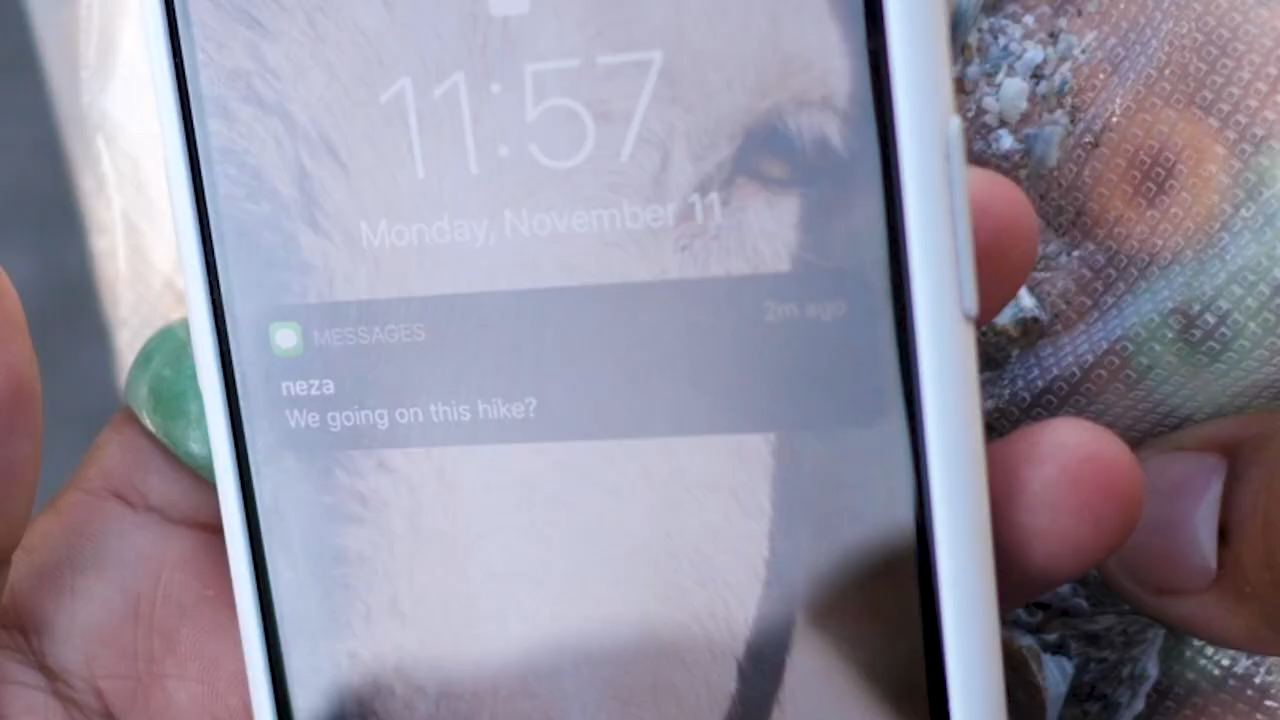 11:57
Monday, November 11
MESSAGES 2m ago
neza
We going on this hike?